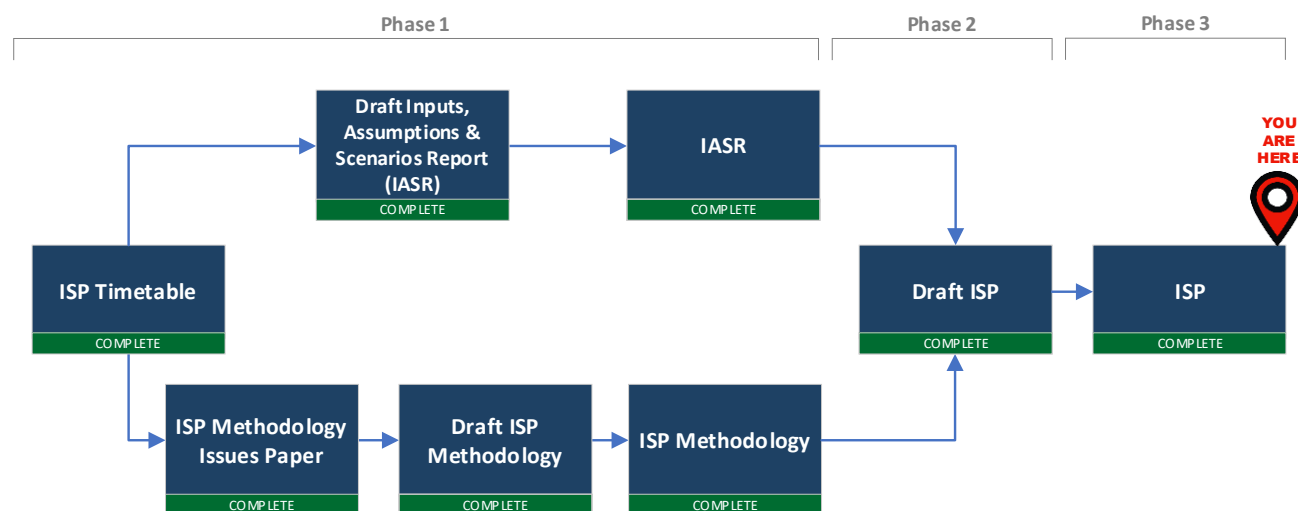 Phase 1
Phase 2
Phase 3
Draft Inputs,
Assumptions &
Scenarios Report
(IASR)
COMPLETE
IASR
COMPLETE
YOU
ARE
HERE
ISP Timetable
COMPLETE
Draft ISP
COMPLETE
ISP
COMPLETE
ISP Methodology
Issues Paper
COMPLETE
Draft ISP
Methodology
COMPLETE
ISP Methodology
COMPLETE